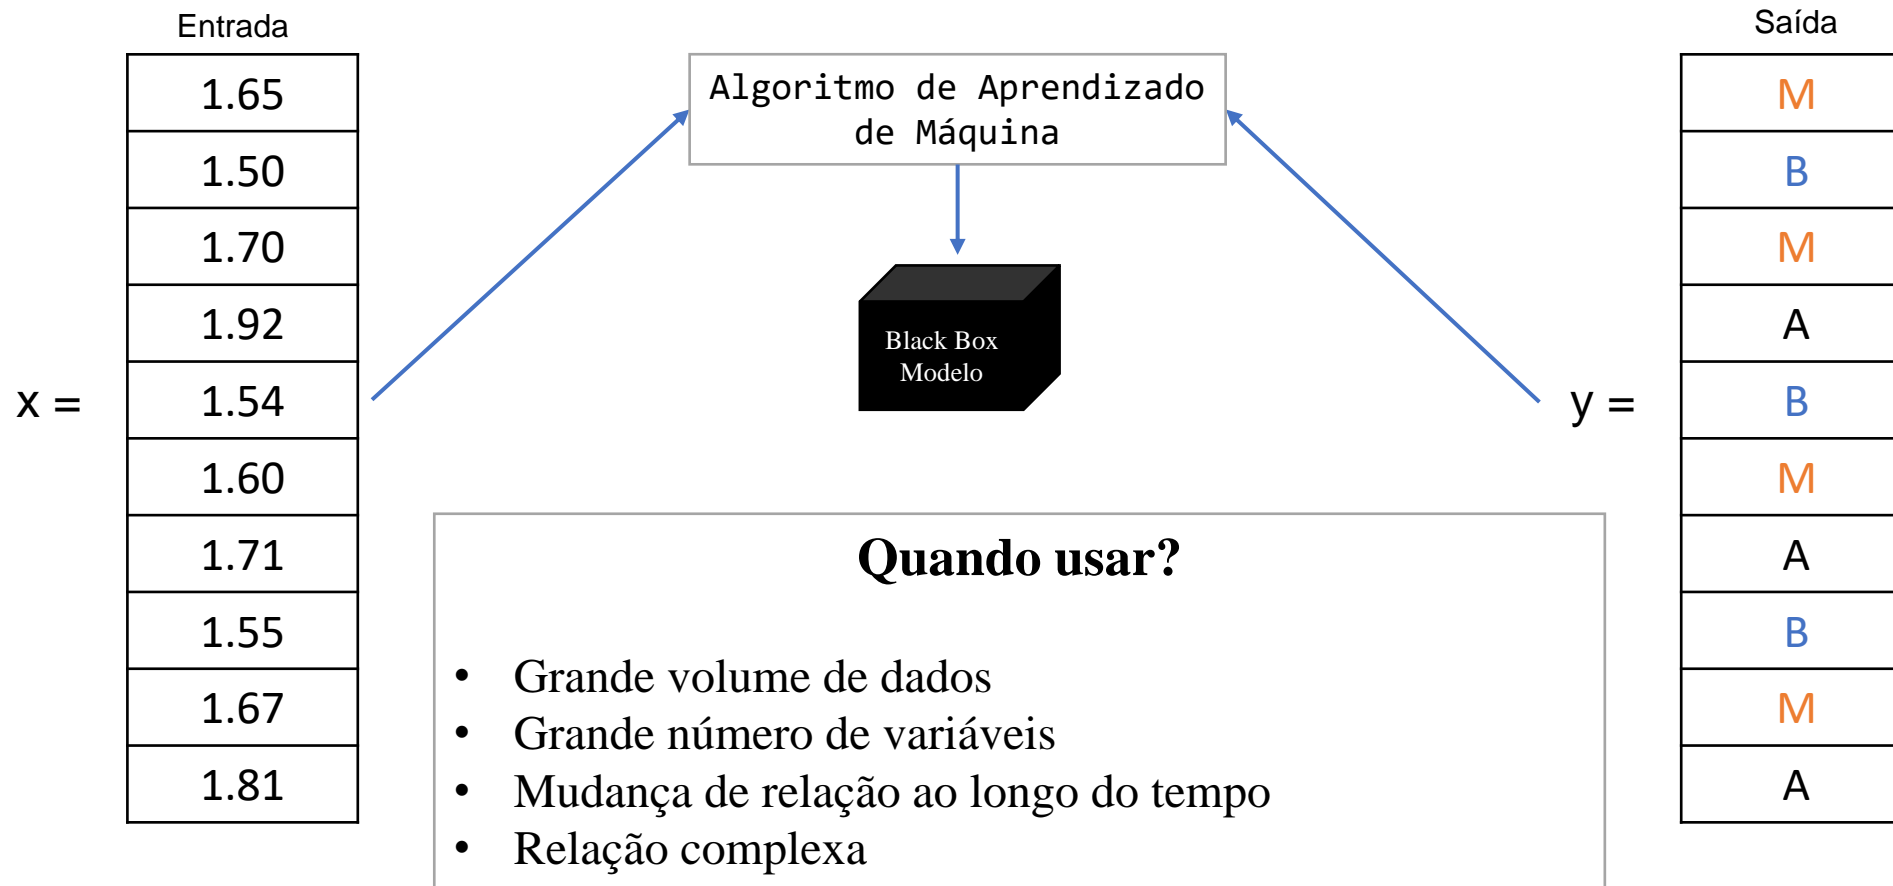 Entrada
Saída
x =
1.65
1.50
1.70
1.92
1.54
1.60
1.71
1.55
1.67
1.81
Algoritmo de Aprendizado
de Máquina
Black Box
Modelo
y =
M
B
M
A
B
M
A
B
M
A
Quando usar?
• Grande volume de dados
• Grande número de variáveis
• Mudança de relação ao longo do tempo
• Relação complexa